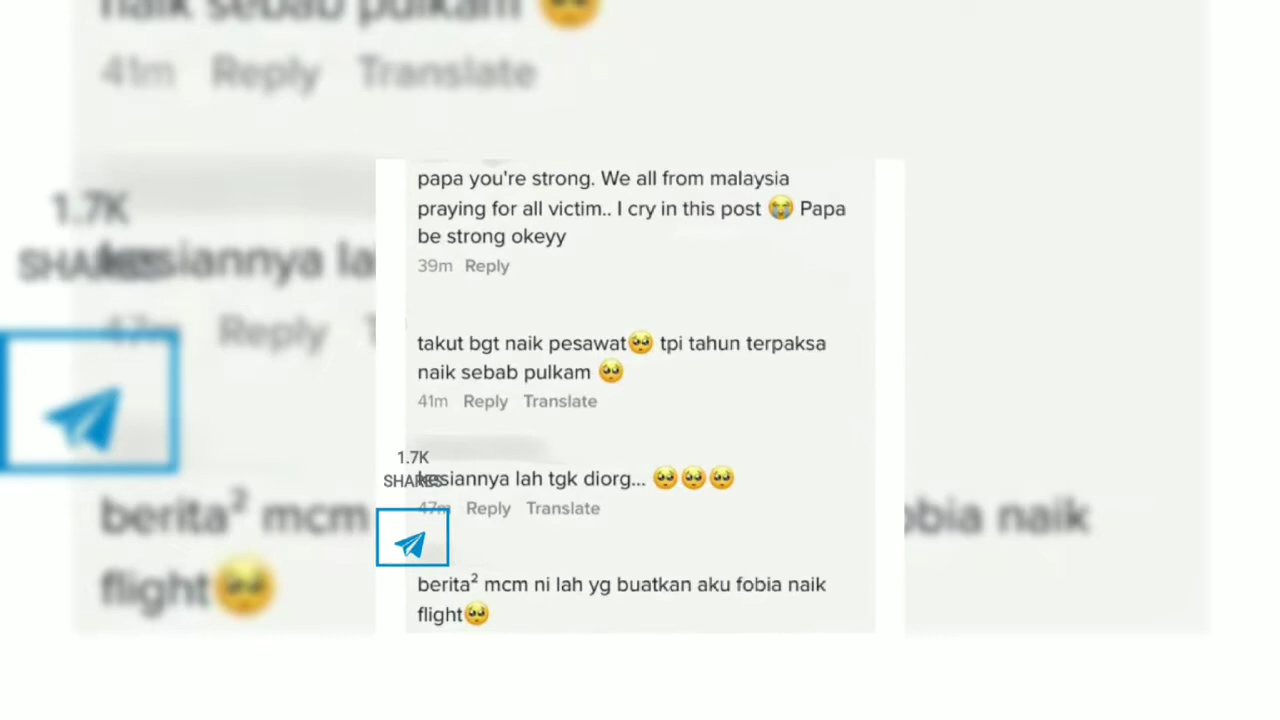 naik sebab pulkam 🥺
41m Reply Translate
papa you're strong. We all from malaysia
praying for all victim.. I cry in this post 😭 Papa
be strong okeyy
39m Reply
takut bgt naik pesawat🥺 tpi tahun terpaksa
naik sebab pulkam 🥺
41m Reply Translate
1.7K
SHARES
kesiannya lah tgk diorg... 🥺🥺🥺
47m Reply Translate
berita² mcm ni lah yg buatkan aku fobia naik
flight🥺
1.7K
SHARES
kesiannya la
47m Reply
berita² mcm
obia naik
flight🥺